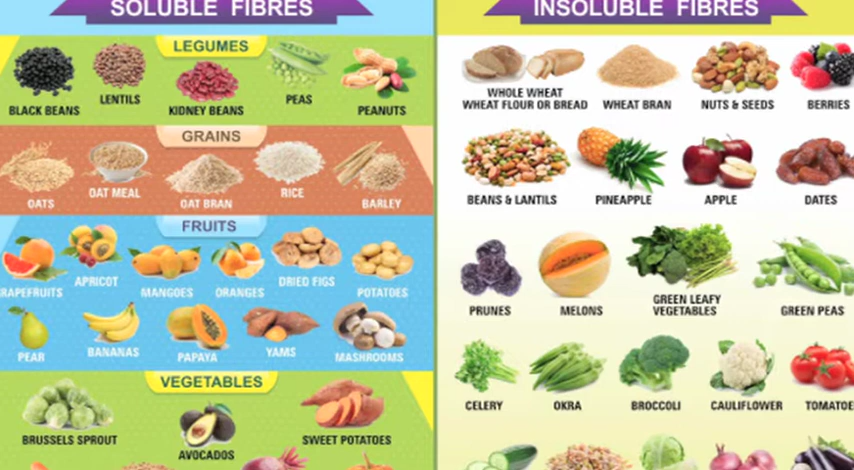 SOLUBLE FIBRES
LEGUMES
BLACK BEANS
LENTILS
KIDNEY BEANS
PEAS
PEANUTS
GRAINS
OATS
OAT MEAL
OAT BRAN
RICE
BARLEY
FRUITS
RAPEFRUITS
APRICOT
MANGOES
ORANGES
DRIED FIGS
POTATOES
PEAR
BANANAS
PAPAYA
YAMS
MASHROOMS
VEGETABLES
BRUSSELS SPROUT
AVOCADOS
SWEET POTATOES
INSOLUBLE FIBRES
WHOLE WHEAT
WHEAT FLOUR OR BREAD
WHEAT BRAN
NUTS & SEEDS
BERRIES
BEANS & LANTILS
PINEAPPLE
APPLE
DATES
PRUNES
MELONS
GREEN LEAFY
VEGETABLES
GREEN PEAS
CELERY
OKRA
BROCCOLI
CAULIFLOWER
TOMATOE